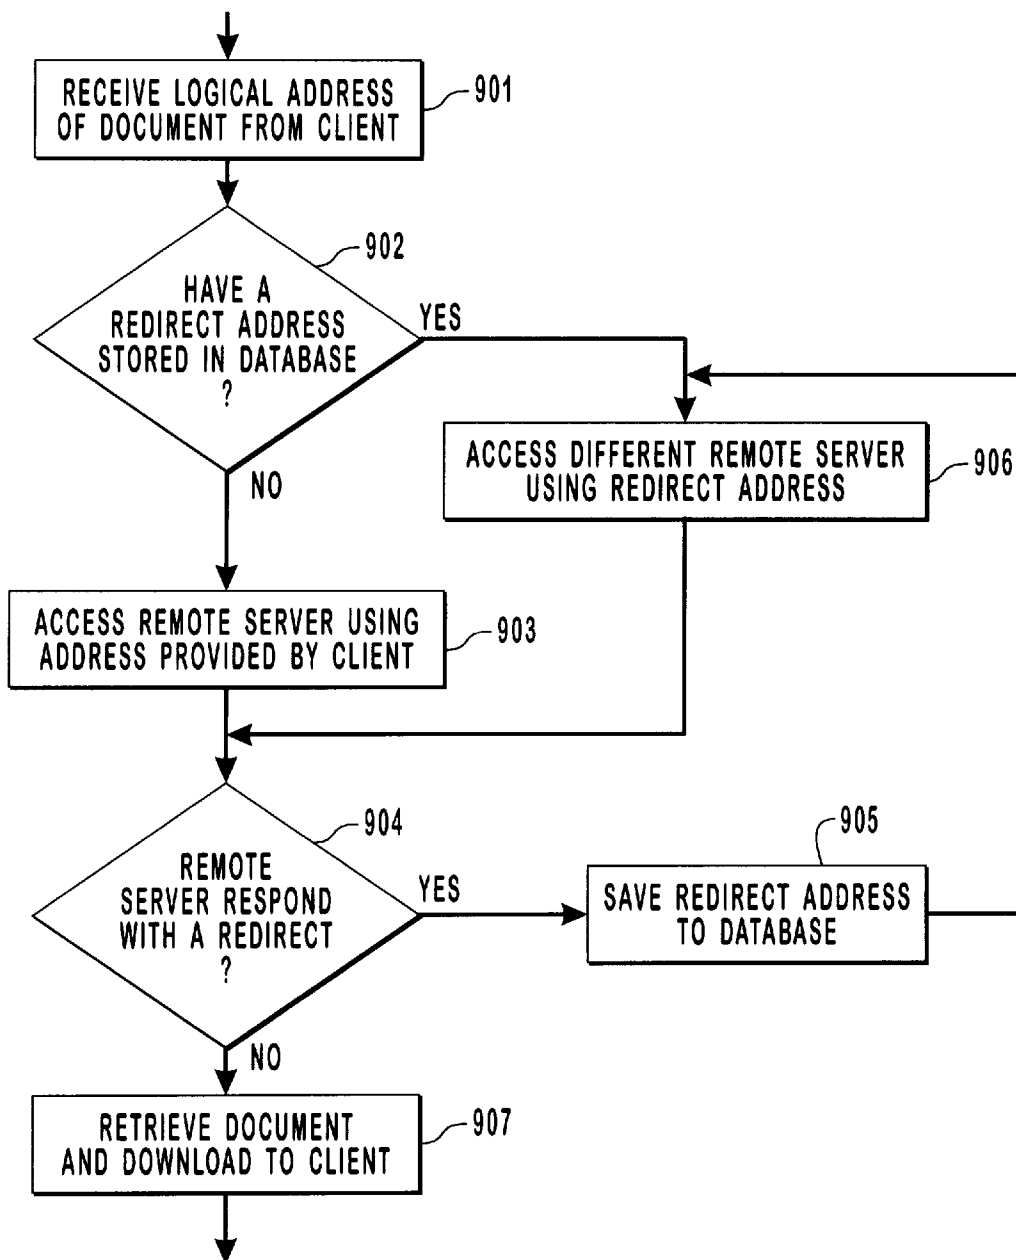 RECEIVE LOGICAL ADDRESS
OF DOCUMENT FROM CLIENT
901
902
HAVE A
REDIRECT ADDRESS
STORED IN DATABASE
?
YES
NO
ACCESS DIFFERENT REMOTE SERVER
USING REDIRECT ADDRESS
906
ACCESS REMOTE SERVER USING
ADDRESS PROVIDED BY CLIENT
903
904
REMOTE
SERVER RESPOND
WITH A REDIRECT
?
YES
NO
905
SAVE REDIRECT ADDRESS
TO DATABASE
RETRIEVE DOCUMENT
AND DOWNLOAD TO CLIENT
907